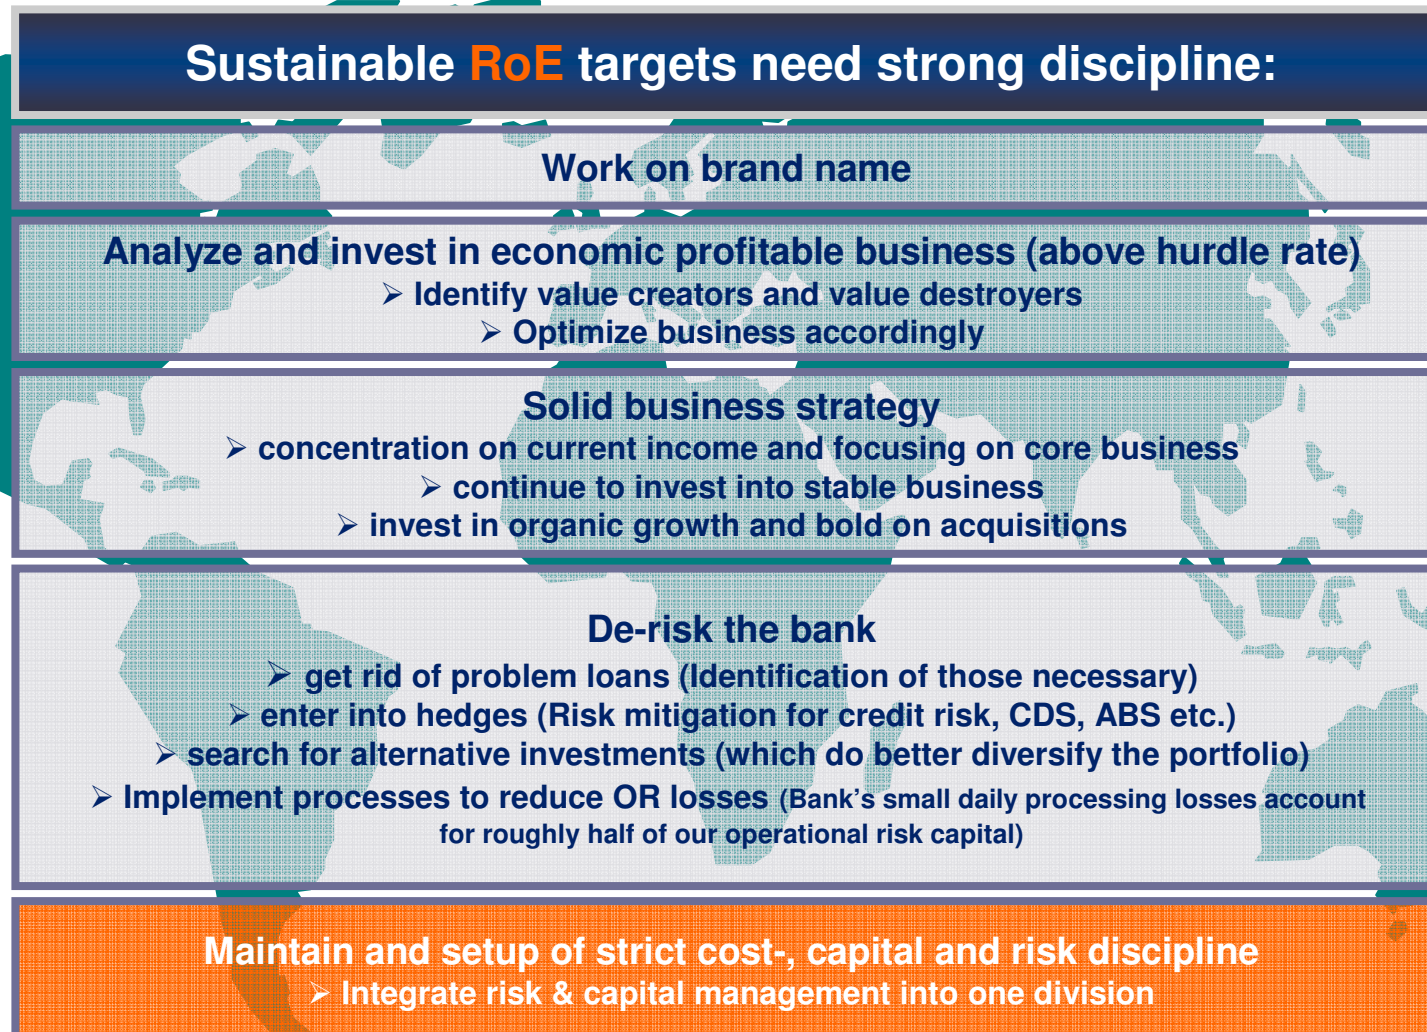 Sustainable RoE targets need strong discipline:
Work on brand name
Analyze and invest in economic profitable business (above hurdle rate)
➢ Identify value creators and value destroyers
➢ Optimize business accordingly
Solid business strategy
➢ concentration on current income and focusing on core business
➢ continue to invest into stable business
➢ invest in organic growth and bold on acquisitions
De-risk the bank
➢ get rid of problem loans (Identification of those necessary)
➢ enter into hedges (Risk mitigation for credit risk, CDS, ABS etc.)
➢ search for alternative investments (which do better diversify the portfolio)
➢ Implement processes to reduce OR losses (Bank’s small daily processing losses account
for roughly half of our operational risk capital)
Maintain and setup of strict cost-, capital and risk discipline
➢ Integrate risk & capital management into one division